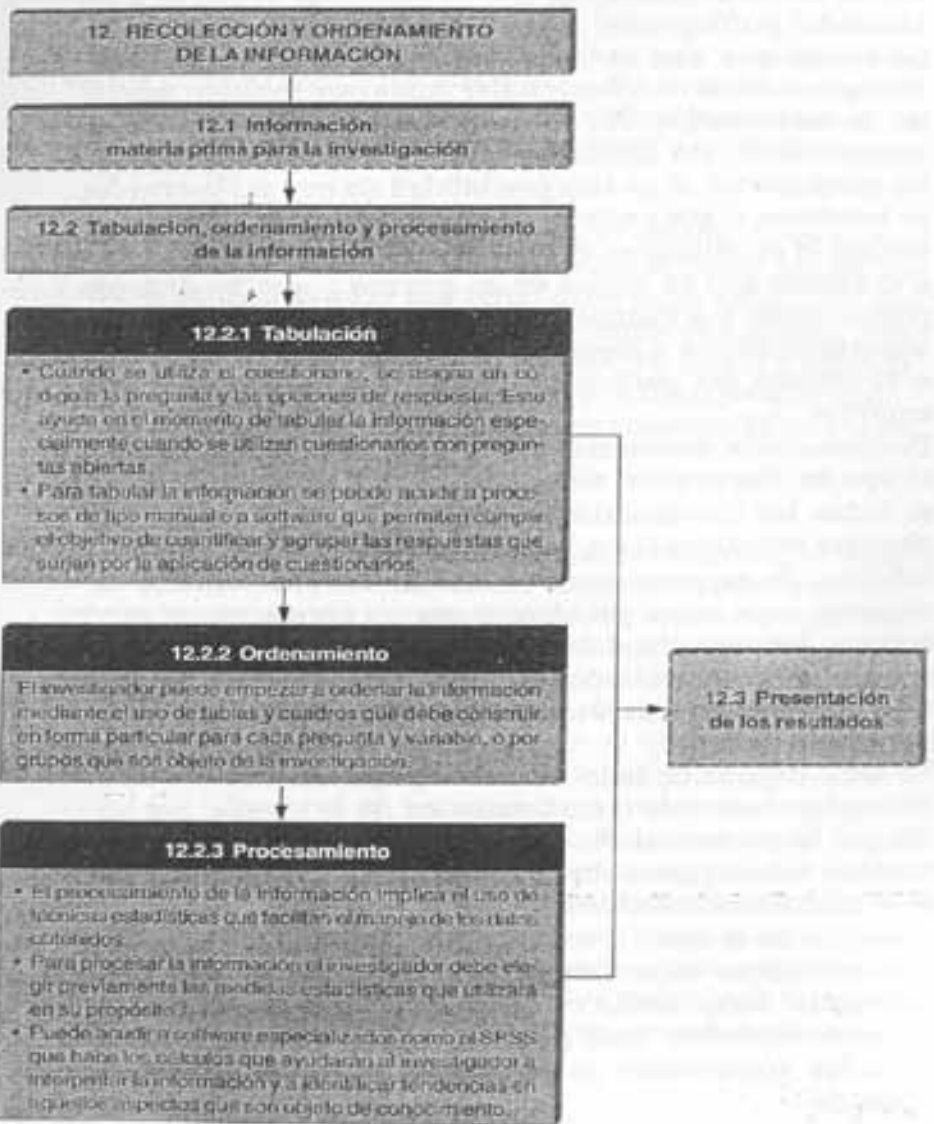 12. RECOLECCIÓN Y ORDENAMIENTO
DE LA INFORMACIÓN
12.1 Información:
materia prima para la investigación
12.2 Tabulacion, ordenamiento y procesamiento
de la información
12.2.1 Tabulación
• Cuando se utiliza el cuestionario, se asigna un có-
digo a la pregunta y las opciones de respuesta. Esto
ayuda en el momento de tabular la información espe-
cialmente cuando se utilizan cuestionarios con pregun-
tas abiertas.
• Para tabular la información se puede acudir a proce-
sos de tipo manual o a software que permiten cumplir
el objetivo de cuantificar y agrupar las respuestas que
surjan por la aplicación de cuestionarios.
12.2.2 Ordenamiento
El investigador puede empezar a ordenar la información
mediante el uso de tablas y cuadros que debe construir
en forma particular para cada pregunta y variable, o por
grupos que son objeto de la investigación.
12.3 Presentación
de los resultados
12.2.3 Procesamiento
• El procesamiento de la información implica el uso de
técnicas estadísticas que facilitan el manejo de los datos
obtenidos.
• Para procesar la información el investigador debe ele-
gir previamente las medidas estadísticas que utilizará
en su propósito.
• Puede acudir a software especializados como el SPSS
que hace los cálculos que ayudarán al investigador a
interpretar la información y a identificar tendencias en
aquellos aspectos que son objeto de conocimiento.